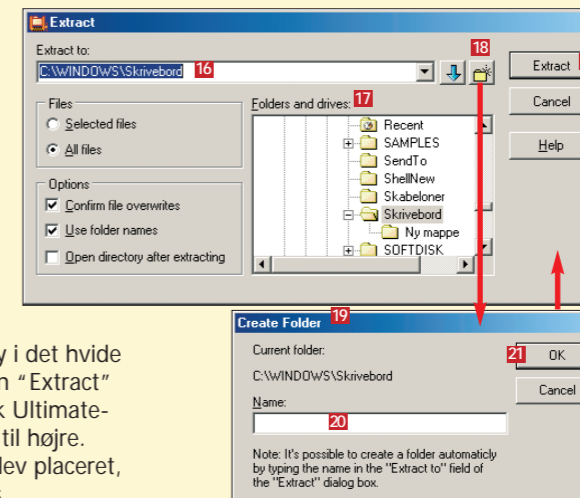 Extract
Extract to:
18
C:\WINDOWS\Skrivebord 16
Extract
Files
Folders and drives: 17
Cancel
Selected files
All files
Help
Recent
SAMPLES
SendTo
ShellNew
Skabeloner
Skrivebord
Ny mappe
SOFTDISK
Options
Confirm file overwrites
Use folder names
Open directory after extracting
Create Folder 19
Current folder:
21 OK
C:\WINDOWS\Skrivebord
Cancel
Name:
20
Note: It's possible to create a folder automaticly
by typing the name in the "Extract to" field of
the "Extract" dialog box.
i det hvide
"Extract"
Ultimate-
til højre.
lev placeret,